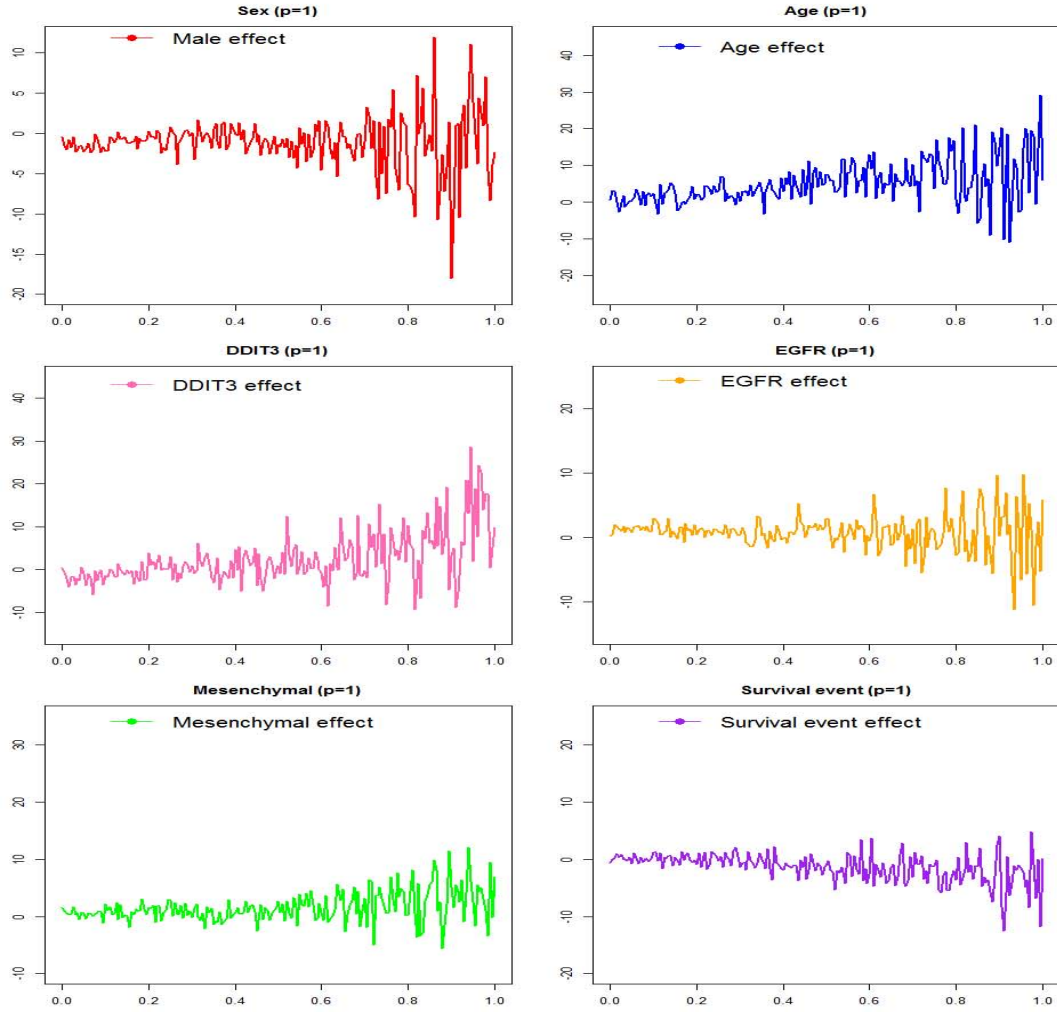 Sex (p=1)
Male effect
10
5
0
-5
-10
-15
-20
0.0 0.2 0.4 0.6 0.8 1.0
Age (p=1)
Age effect
40
30
20
10
0
-10
-20
0.0 0.2 0.4 0.6 0.8 1.0
DDIT3 (p=1)
DDIT3 effect
40
30
20
10
0
-10
0.0 0.2 0.4 0.6 0.8 1.0
EGFR (p=1)
EGFR effect
20
10
0
-10
0.0 0.2 0.4 0.6 0.8 1.0
Mesenchymal (p=1)
Mesenchymal effect
30
20
10
0
-10
0.0 0.2 0.4 0.6 0.8 1.0
Survival event (p=1)
Survival event effect
20
10
0
-10
-20
0.0 0.2 0.4 0.6 0.8 1.0